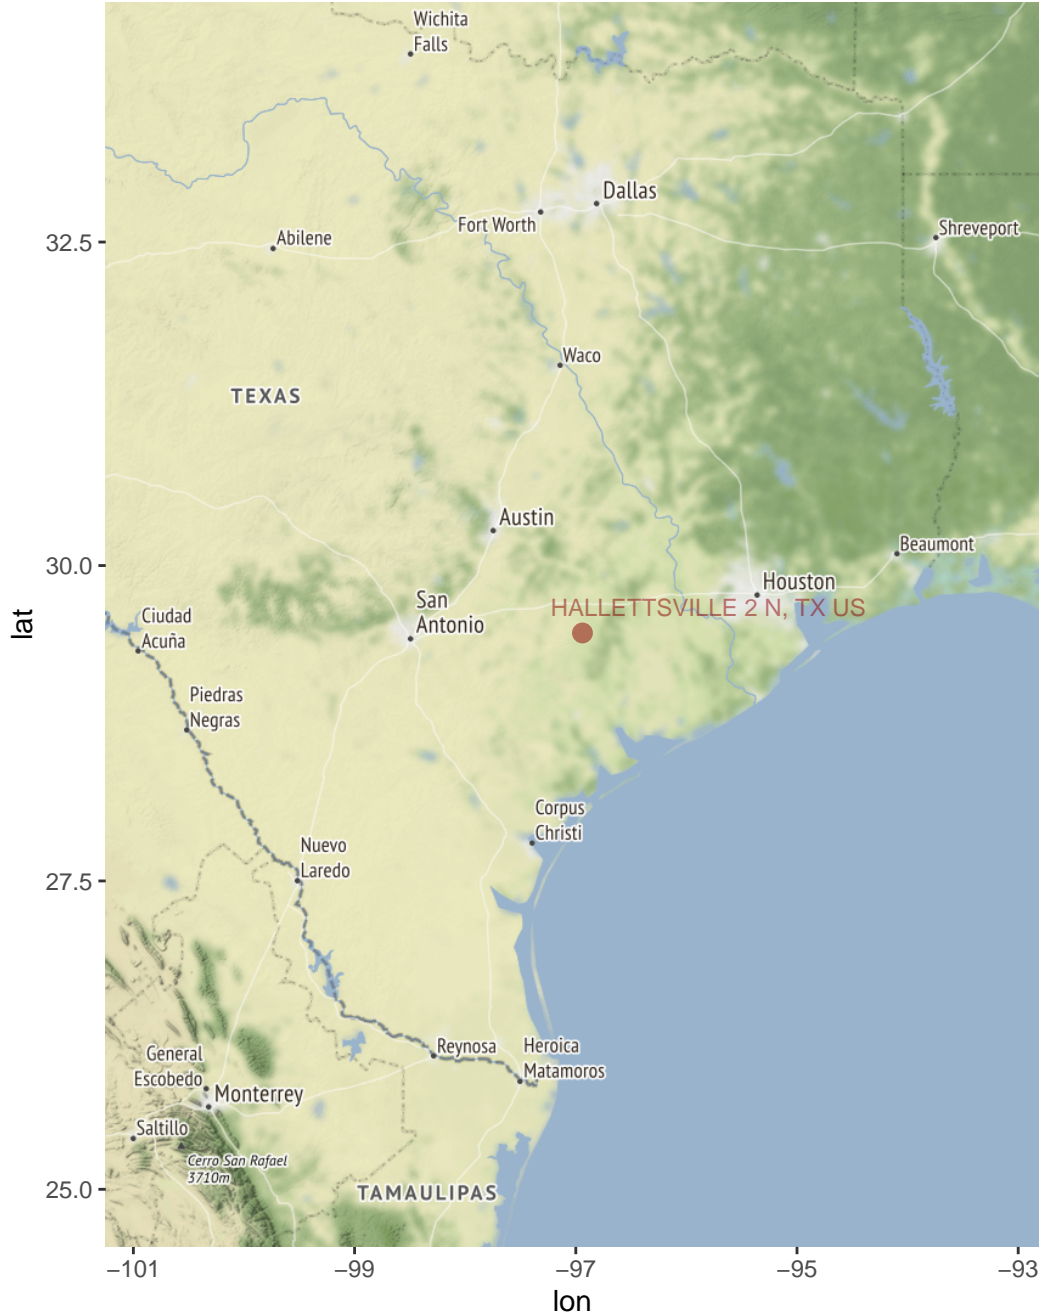 Wichita
Falls
Dallas
Fort Worth
Abilene
Shreveport
32.5
Waco
TEXAS
Austin
Beaumont
30.0
Houston
San
Antonio
HALLETTSVILLE 2 N, TX US
Ciudad
Acuña
lat
Piedras
Negras
Corpus
Christi
Nuevo
Laredo
27.5
Reynosa
Heroica
Matamoros
General
Escobedo
Monterrey
Saltillo
Cerro San Rafael
3710m
TAMAULIPAS
25.0
−101
−99
−97
−95
−93
lon